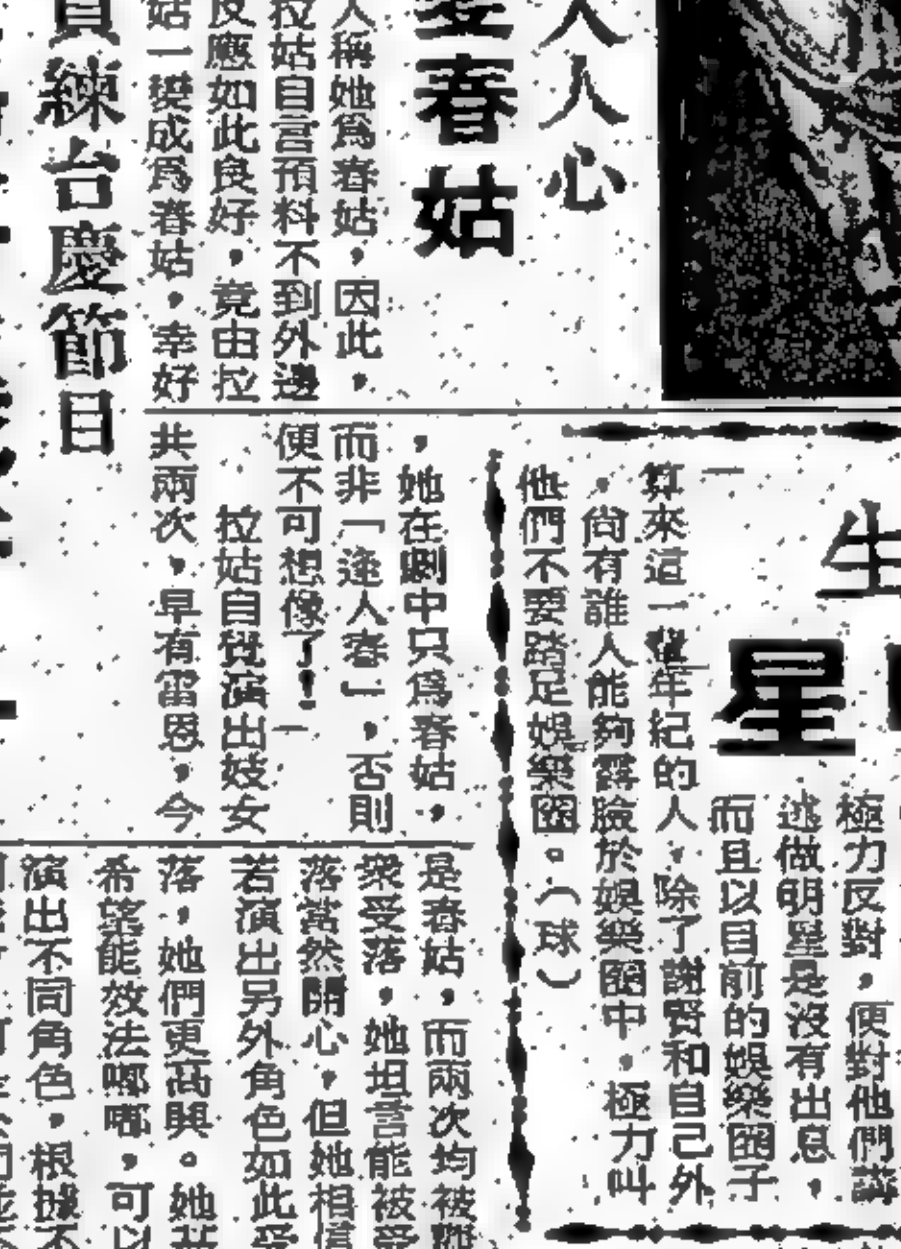 人人心
春姑
人稱她為春姑，因此，
拉姑自言預料不到外邊
反應如此良好，竟由拉
姑一變成為春姑，幸好
，她在劇中只為春姑，
而非「逢人春」，否則
便不可想像了！
拉姑自覺演出妓女
共兩次，早有雷恩，今
是春姑，而兩次均被
眾受落，她坦言能被
落當然開心，但她相信
若演出另外角色如此受
落，她們更高興。她
希望能效法嘟嘟，可以
演出不同角色，根據不
練台慶節目
生
星
極力反對，便對他們講
逃做明星是沒有出息，
而且以目前的娛樂圈子
算來這一個年紀的人，除了謝賢和自己外
，尚有誰人能夠露臉於娛樂圈中，極力叫
他們不要踏足娛樂圈。（球）